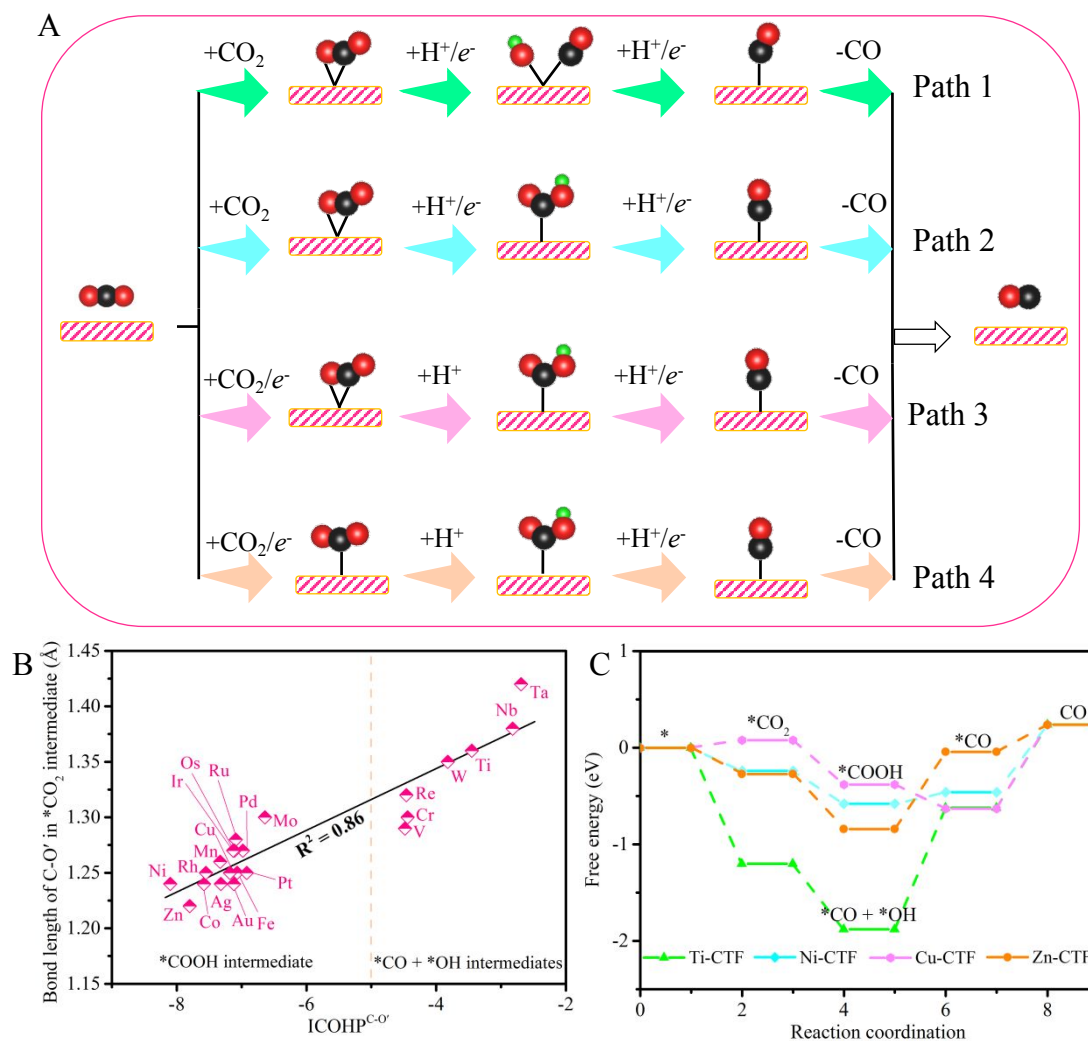 A
+CO2 +H+/e- +H+/e- -CO
Path 1
+CO2 +H+/e- +H+/e- -CO
Path 2
+CO2/e- +H+ +H+/e- -CO
Path 3
+CO2/e- +H+ +H+/e- -CO
Path 4
B
Bond length of C-O′ in *CO2 intermediate (Å)
1.45
1.40
1.35
1.30
1.25
1.20
1.15
Ta
Nb
Ti
W
Re
Cr
V
Os
Ru
Ir
Pd
Cu
Mo
Mn
Ni
Rh
Pt
Zn
Co
Ag
Au
Fe
R2 = 0.86
*COOH intermediate
*CO + *OH intermediates
-8 -6 -4 -2
ICOHPC-O′
C
Free energy (eV)
1
0
-1
-2
*
*CO2
*COOH
*CO
CO
*CO + *OH
Ti-CTF Ni-CTF Cu-CTF Zn-CTF
0 2 4 6 8
Reaction coordination